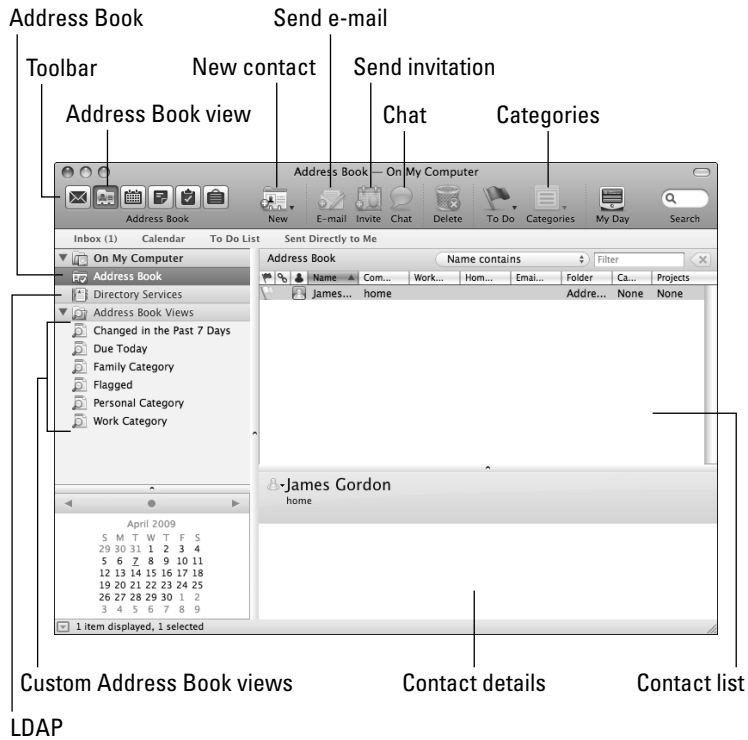 Address Book
Send e-mail
Toolbar
New contact
Send invitation
Address Book view
Chat
Categories
Address Book — On My Computer
Address Book
New
E-mail
Invite
Chat
Delete
To Do
Categories
My Day
Search
Inbox (1)
Calendar
To Do List
Sent Directly to Me
On My Computer
Address Book
Directory Services
Address Book Views
Changed in the Past 7 Days
Due Today
Family Category
Flagged
Personal Category
Work Category
Address Book
Name contains
Filter
Name Com... Work... Hom... Emai... Folder Ca... Projects
James... home Addre... None None
James Gordon
home
April 2009
S M T W T F S
29 30 31 1 2 3 4
5 6 7 8 9 10 11
12 13 14 15 16 17 18
19 20 21 22 23 24 25
26 27 28 29 30 1 2
3 4 5 6 7 8 9
1 item displayed, 1 selected
Custom Address Book views
Contact details
Contact list
LDAP